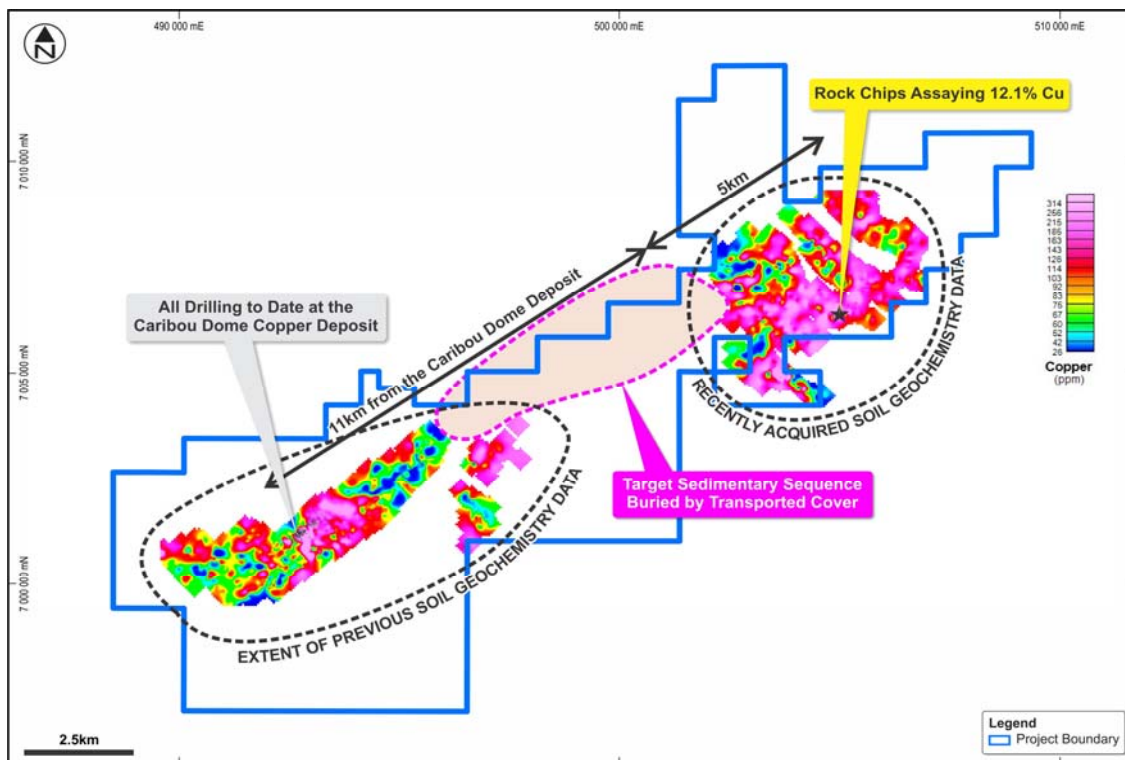 490 000 mE
500 000 mE
510 000 mE
N
Rock Chips Assaying 12.1% Cu
7 010 000 mN
5km
314
256
215
185
163
143
126
114
103
92
83
76
67
60
52
42
26
Copper
(ppm)
All Drilling to Date at the
Caribou Dome Copper Deposit
11km from the Caribou Dome Deposit
7 005 000 mN
RECENTLY ACQUIRED SOIL GEOCHEMISTRY DATA
Target Sedimentary Sequence
Buried by Transported Cover
7 000 000 mN
EXTENT OF PREVIOUS SOIL GEOCHEMISTRY DATA
2.5km
Legend
Project Boundary